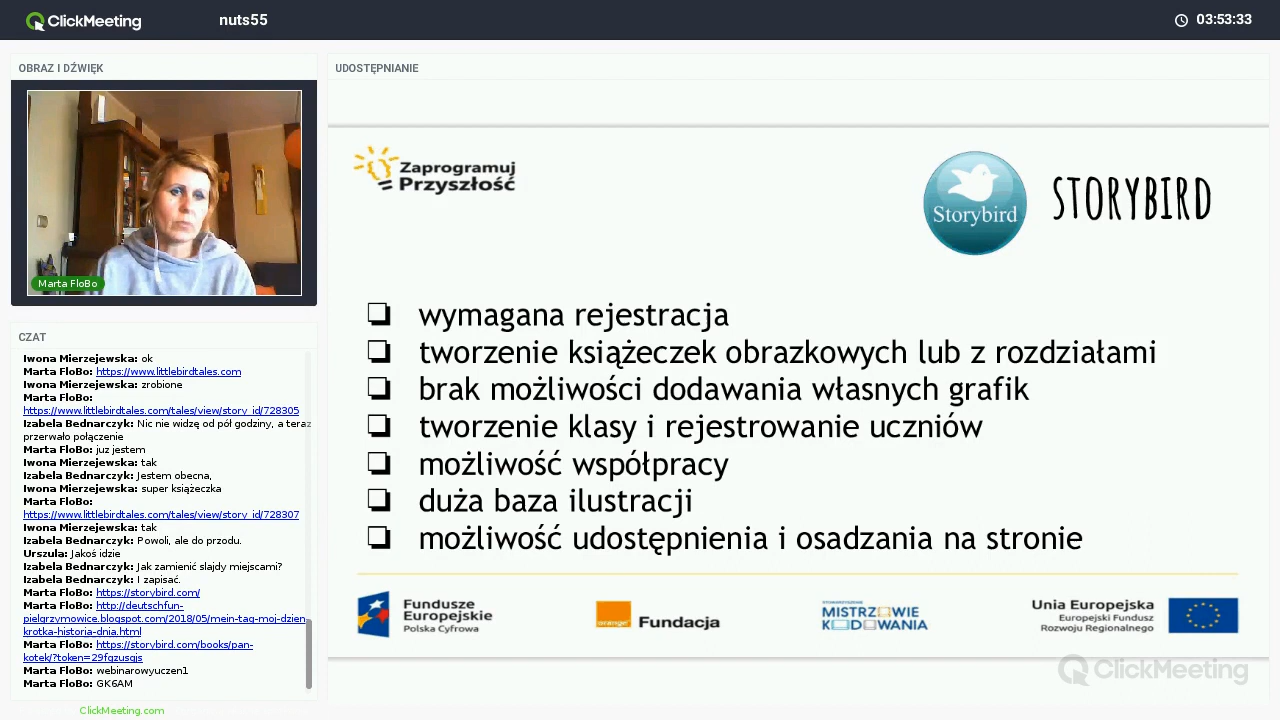 ClickMeeting
nuts55
03:53:33
OBRAZ I DŹWIĘK
Marta FloBo
CZAT
Iwona Mierzejewska: ok
Marta FloBo: https://www.littlebirdtales.com
Iwona Mierzejewska: zrobione
Marta FloBo:
https://www.littlebirdtales.com/tales/view/story_id/728305
Izabela Bednarczyk: Nic nie widzę od pół godziny, a teraz
przerwało połączenie
Marta FloBo: juz jestem
Iwona Mierzejewska: tak
Izabela Bednarczyk: Jestem obecna,
Iwona Mierzejewska: super książeczka
Marta FloBo:
https://www.littlebirdtales.com/tales/view/story_id/728307
Iwona Mierzejewska: tak
Izabela Bednarczyk: Powoli, ale do przodu.
Urszula: Jakoś idzie
Izabela Bednarczyk: Jak zamienić slajdy miejscami?
Izabela Bednarczyk: I zapisać.
Marta FloBo: https://storybird.com/
Marta FloBo: http://deutschfun-
pielgrzymowice.blogspot.com/2018/05/mein-tag-moj-dzien-
krotka-historia-dnia.html
Marta FloBo: https://storybird.com/books/pan-
kotek/?token=29fgzusqjs
Marta FloBo: webinarowyuczen1
Marta FloBo: GK6AM
ClickMeeting.com
UDOSTĘPNIANIE
Zaprogramuj
Przyszłość
Storybird
STORYBIRD
wymagana rejestracja
tworzenie książeczek obrazkowych lub z rozdziałami
brak możliwości dodawania własnych grafik
tworzenie klasy i rejestrowanie uczniów
możliwość współpracy
duża baza ilustracji
możliwość udostępnienia i osadzania na stronie
Fundusze
Europejskie
Polska Cyfrowa
orange
Fundacja
MISTRZOWIE
KODOWANIA
Unia Europejska
Europejski Fundusz
Rozwoju Regionalnego
ClickMeeting